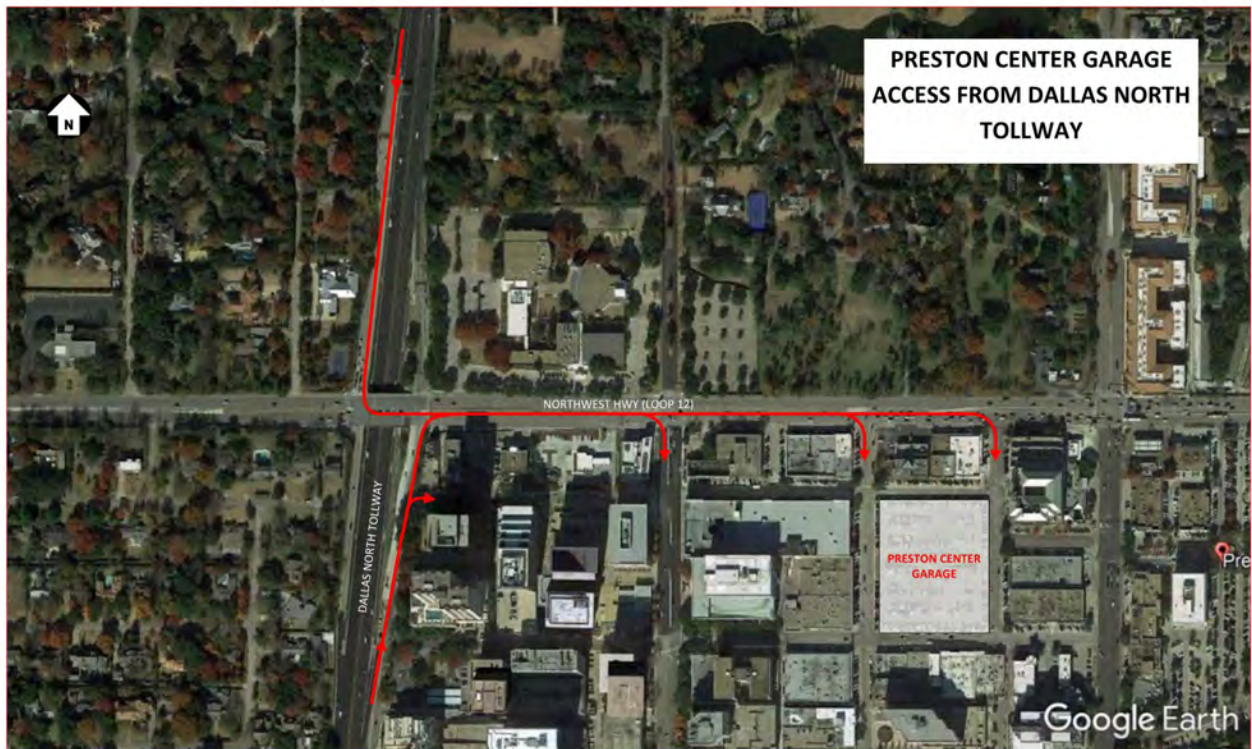 PRESTON CENTER GARAGE
ACCESS FROM DALLAS NORTH
TOLLWAY
N
NORTHWEST HWY (LOOP 12)
DALLAS NORTH TOLLWAY
PRESTON CENTER
GARAGE
Pre
Google Earth